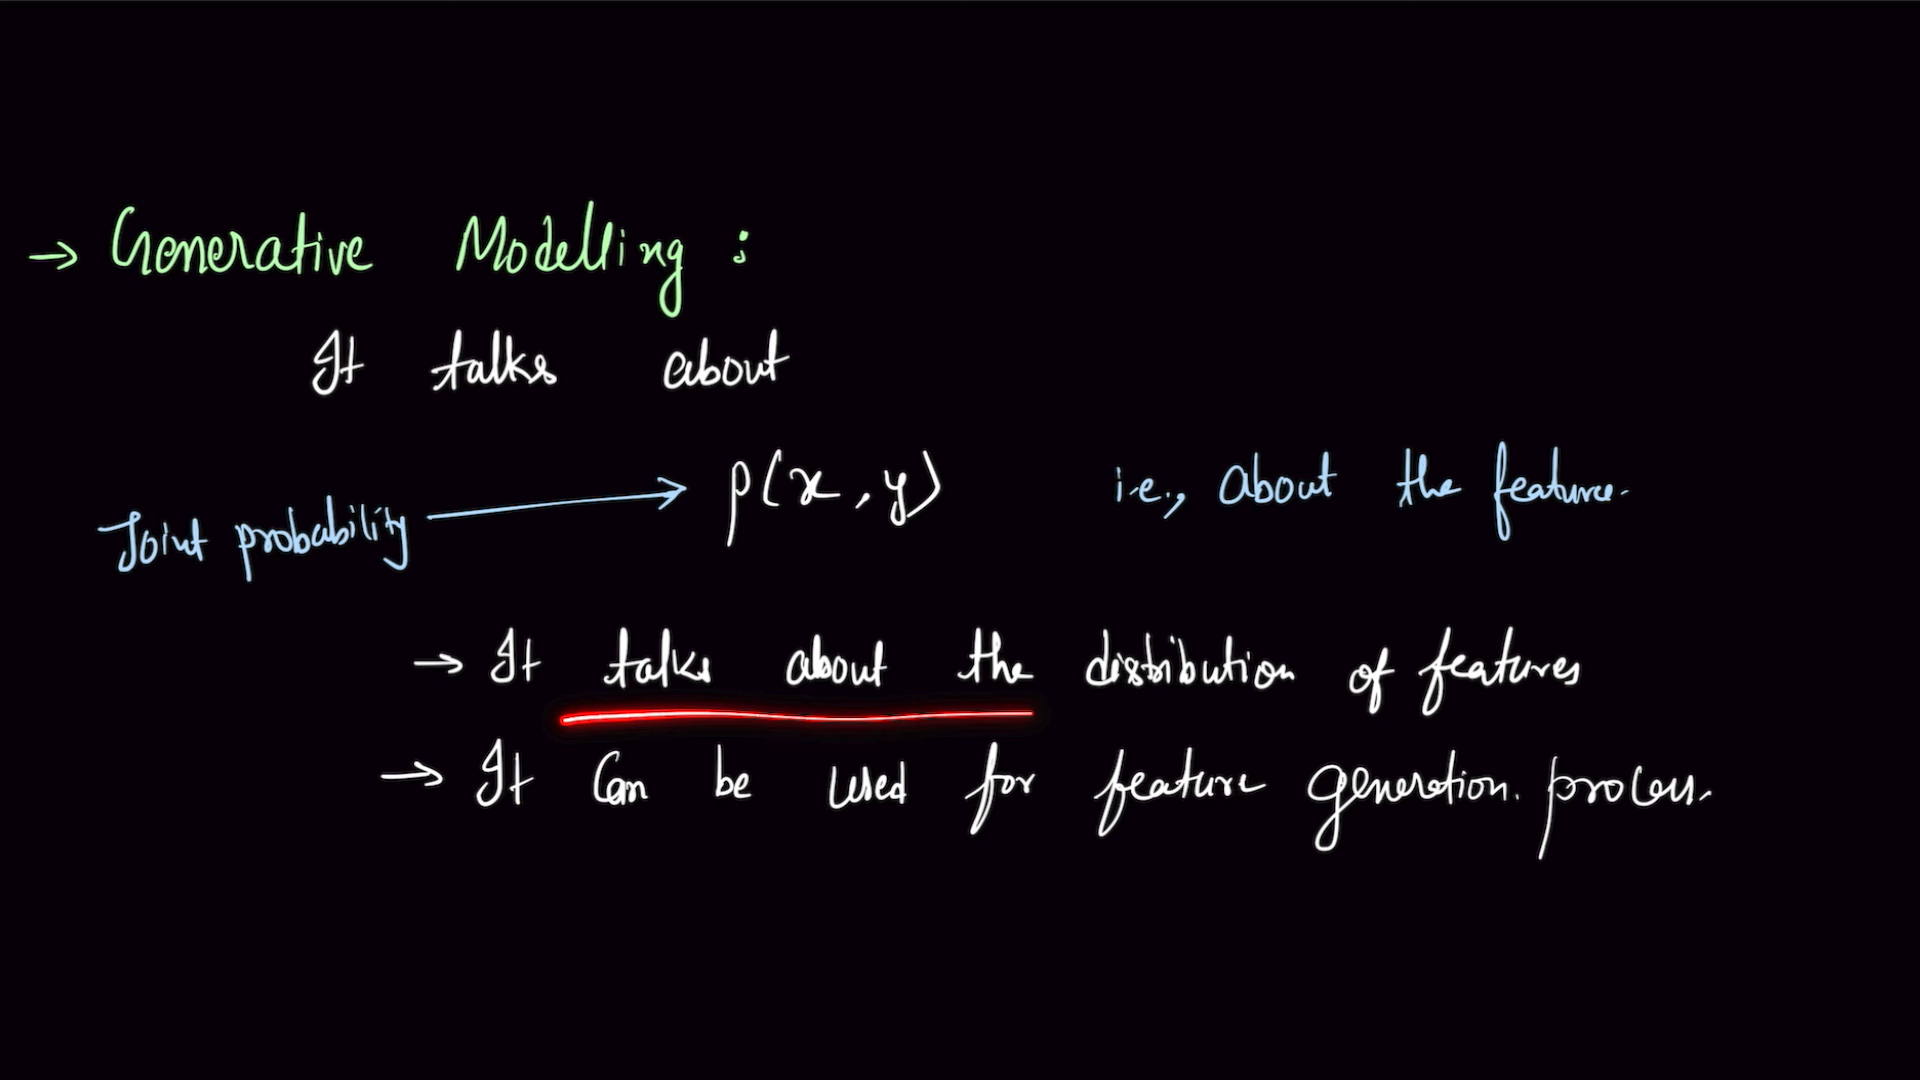 → Generative Modelling :
It talks about
Joint probability → p(x, y) i.e., about the feature.
→ It talks about the distribution of features
→ It Can be used for feature generation. process.